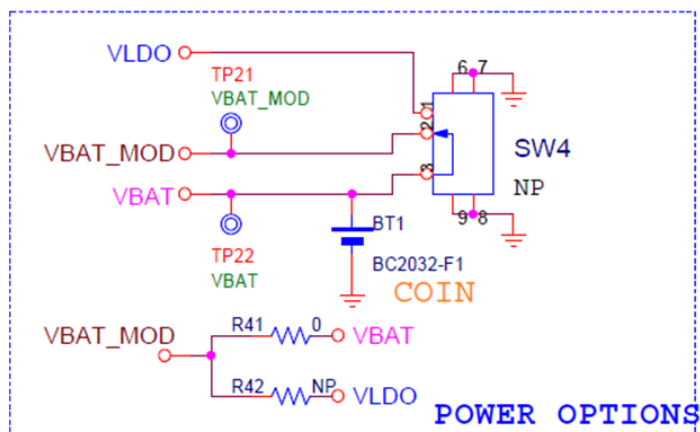 VLDO
TP21
VBAT_MOD
VBAT_MOD
VBAT
TP22
VBAT
6 7
1
2
3
SW4
NP
9 8
BT1
BC2032-F1
COIN
VBAT_MOD
R41 0 VBAT
R42 NP VLDO
POWER OPTIONS